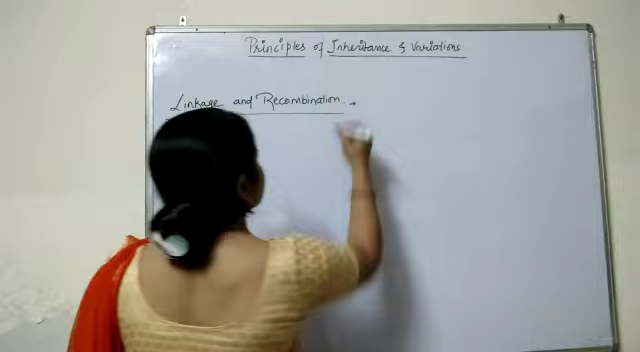 Principles of Inheritance & Variations
Linkage and Recombination. →